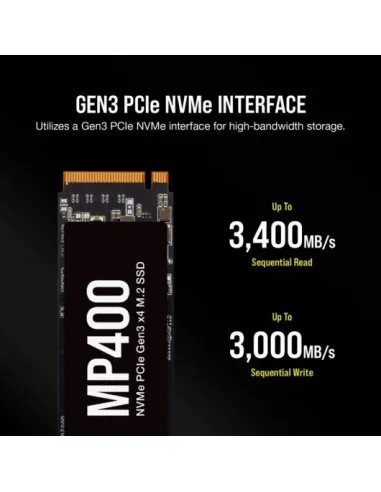 GEN3 PCIe NVMe INTERFACE
Utilizes a Gen3 PCIe NVMe interface for high-bandwidth storage.
Up To
3,400MB/s
Sequential Read
Up To
3,000MB/s
Sequential Write
MP400
NVMe PCIe Gen3 x4 M.2 SSD